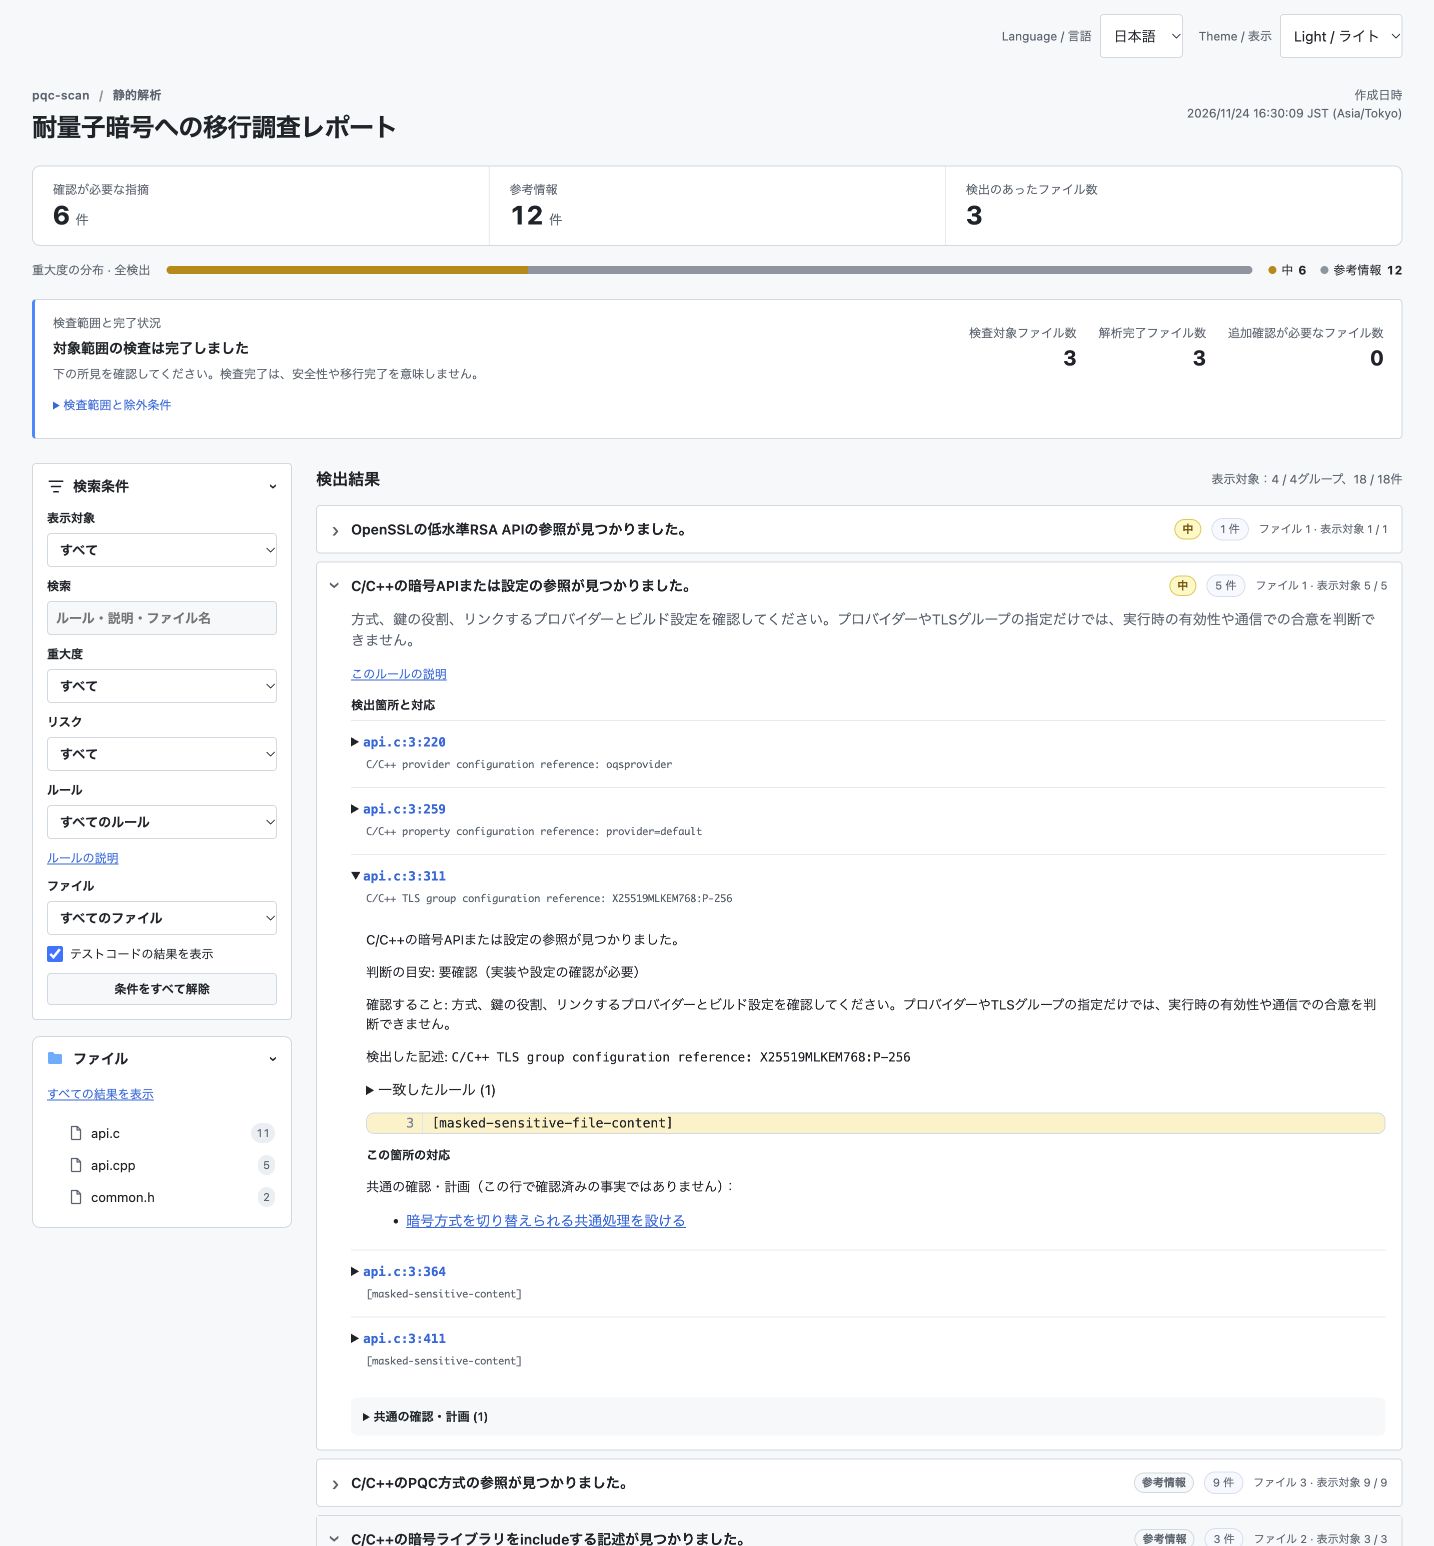 Language / 言語 日本語 Theme / 表示 Light / ライト
pqc-scan / 静的解析
耐量子暗号への移行調査レポート
作成日時
2026/11/24 16:30:09 JST (Asia/Tokyo)
確認が必要な指摘
6 件
参考情報
12 件
検出のあったファイル数
3
重大度の分布・全検出 中 6 参考情報 12
検査範囲と完了状況
対象範囲の検査は完了しました
下の所見を確認してください。検査完了は、安全性や移行完了を意味しません。
検査範囲と除外条件
検査対象ファイル数
3
解析完了ファイル数
3
追加確認が必要なファイル数
0
検索条件
表示対象
すべて
検索
ルール・説明・ファイル名
重大度
すべて
リスク
すべて
ルール
すべてのルール
ルールの説明
ファイル
すべてのファイル
テストコードの結果を表示
条件をすべて解除
ファイル
すべての結果を表示
api.c 11
api.cpp 5
common.h 2
検出結果 表示対象：4 / 4グループ、18 / 18件
OpenSSLの低水準RSA APIの参照が見つかりました。 中 1 件 ファイル 1 · 表示対象 1 / 1
C/C++の暗号APIまたは設定の参照が見つかりました。 中 5 件 ファイル 1 · 表示対象 5 / 5
方式、鍵の役割、リンクするプロバイダーとビルド設定を確認してください。プロバイダーやTLSグループの指定だけでは、実行時の有効性や通信での合意を判断で
きません。
このルールの説明
検出箇所と対応
api.c:3:220
C/C++ provider configuration reference: oqsprovider
api.c:3:259
C/C++ property configuration reference: provider=default
api.c:3:311
C/C++ TLS group configuration reference: X25519MLKEM768:P-256
C/C++の暗号APIまたは設定の参照が見つかりました。
判断の目安: 要確認（実装や設定の確認が必要）
確認すること: 方式、鍵の役割、リンクするプロバイダーとビルド設定を確認してください。プロバイダーやTLSグループの指定だけでは、実行時の有効性や通信での合意を判
断できません。
検出した記述: C/C++ TLS group configuration reference: X25519MLKEM768:P-256
一致したルール (1)
3 [masked-sensitive-file-content]
この箇所の対応
共通の確認・計画（この行で確認済みの事実ではありません）:
• 暗号方式を切り替えられる共通処理を設ける
api.c:3:364
[masked-sensitive-content]
api.c:3:411
[masked-sensitive-content]
共通の確認・計画 (1)
C/C++のPQC方式の参照が見つかりました。 参考情報 9 件 ファイル 3 · 表示対象 9 / 9
C/C++の暗号ライブラリをincludeする記述が見つかりました。 参考情報 3 件 ファイル 2 · 表示対象 3 / 3